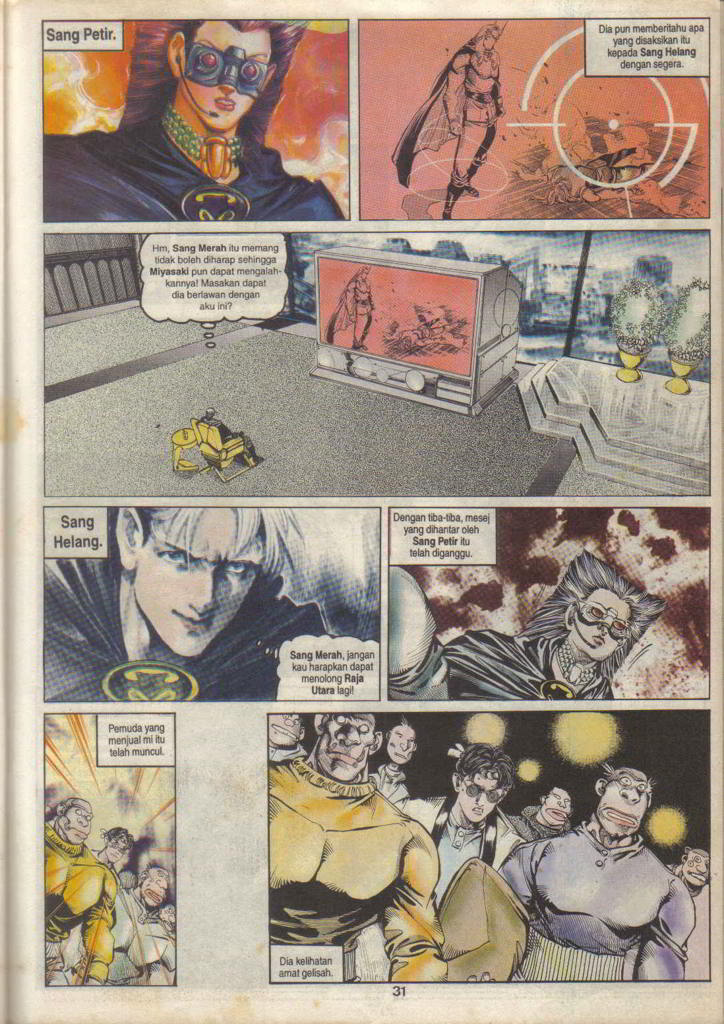 Sang Petir.
Dia pun memberitahu apa
yang disaksikan itu
kepada Sang Helang
dengan segera.
Hm, Sang Merah itu memang
tidak boleh diharap sehingga
Miyasaki pun dapat mengalah-
kannya! Masakan dapat
dia berlawan dengan
aku ini?
Sang
Helang.
Sang Merah, jangan
kau harapkan dapat
menolong Raja
Utara lagi!
Dengan tiba-tiba, mesej
yang dihantar oleh
Sang Petir itu
telah diganggu.
Pemuda yang
menjual mi itu
telah muncul.
Dia kelihatan
amat gelisah.
31